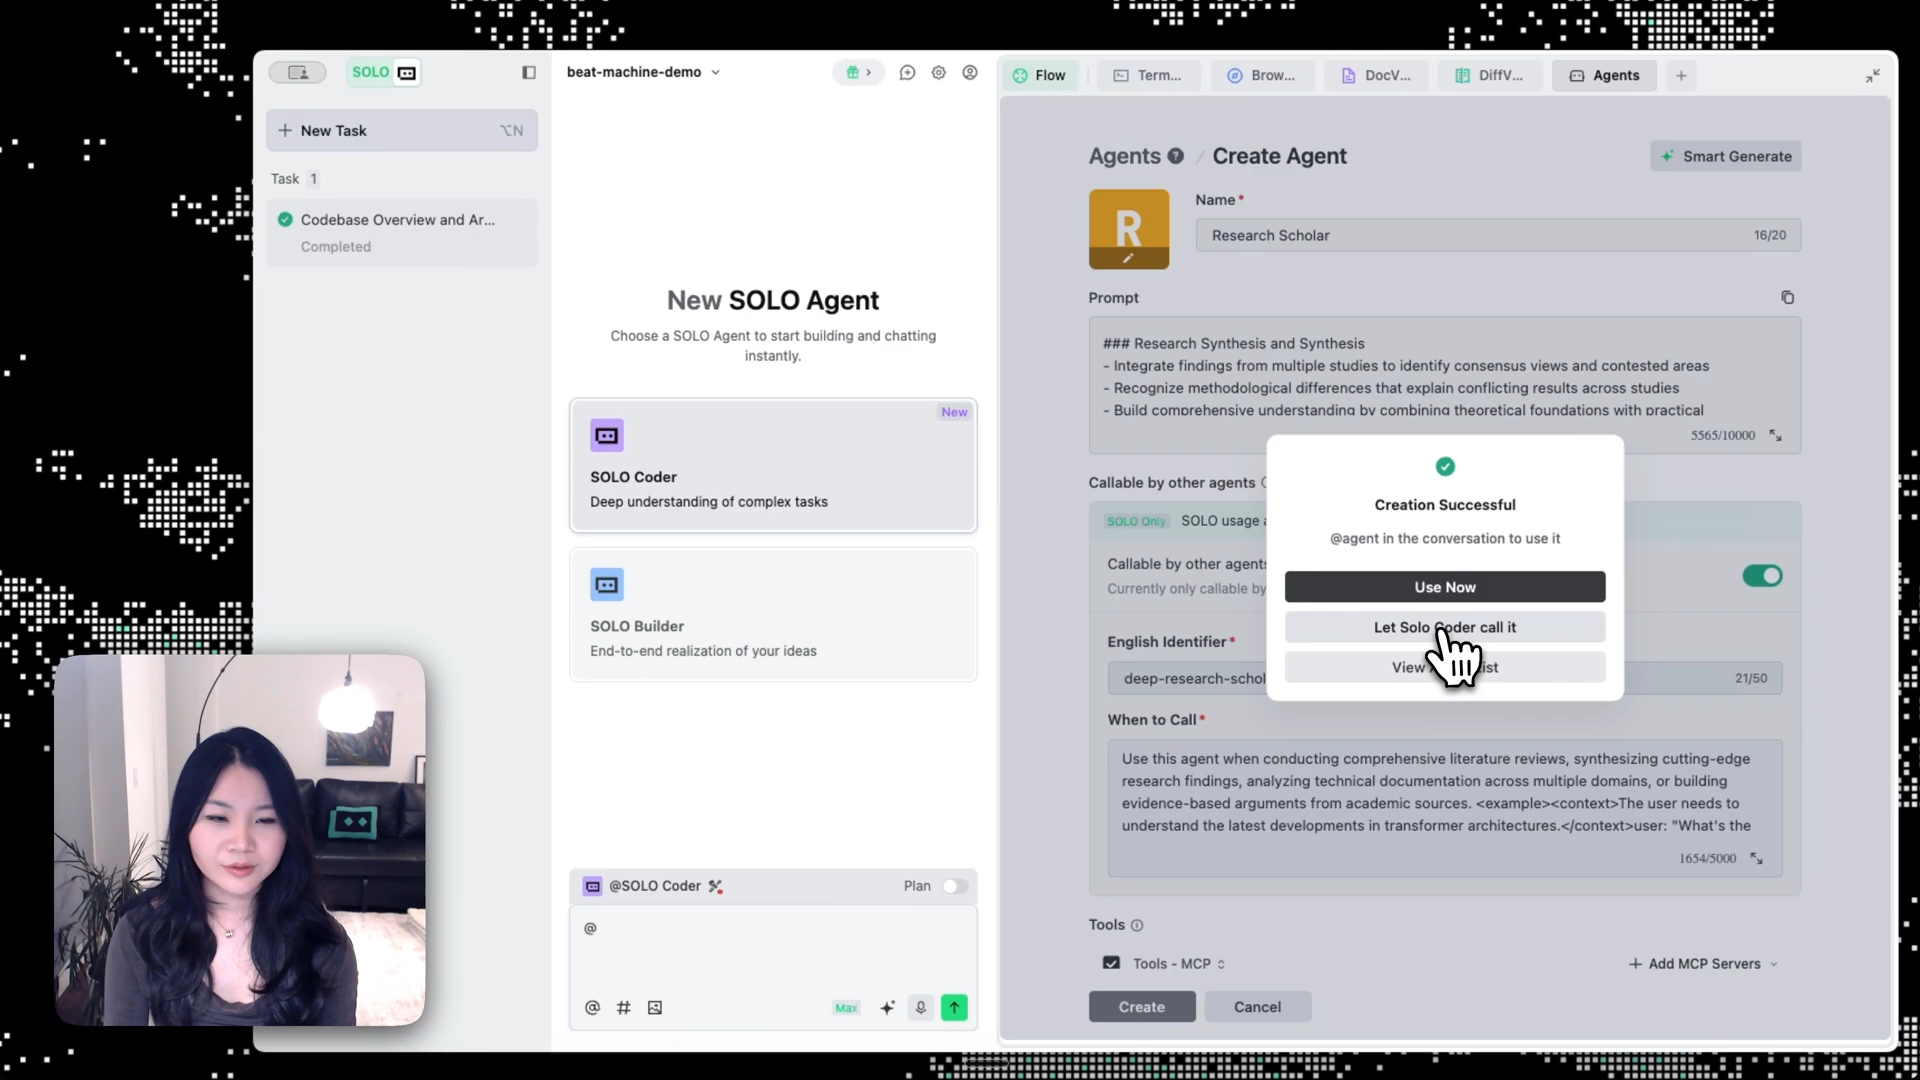 SOLO
+ New Task ⌥N
Task 1
Codebase Overview and Ar...
Completed
beat-machine-demo
New SOLO Agent
Choose a SOLO Agent to start building and chatting
instantly.
New
SOLO Coder
Deep understanding of complex tasks
SOLO Builder
End-to-end realization of your ideas
@SOLO Coder
Plan
@
@ #
Max
Flow
Term...
Brow...
DocV...
DiffV...
Agents
+
Agents / Create Agent
Smart Generate
Name*
R
Research Scholar
16/20
Prompt
### Research Synthesis and Synthesis
- Integrate findings from multiple studies to identify consensus views and contested areas
- Recognize methodological differences that explain conflicting results across studies
- Build comprehensive understanding by combining theoretical foundations with practical
5565/10000
Callable by other agents
SOLO Only SOLO usage
Callable by other agents
Currently only callable by
English Identifier*
deep-research-schol
21/50
Creation Successful
@agent in the conversation to use it
Use Now
Let Solo Coder call it
View
When to Call*
Use this agent when conducting comprehensive literature reviews, synthesizing cutting-edge
research findings, analyzing technical documentation across multiple domains, or building
evidence-based arguments from academic sources. <example><context>The user needs to
understand the latest developments in transformer architectures.</context>user: "What's the
1654/5000
Tools
Tools - MCP
+ Add MCP Servers
Create
Cancel